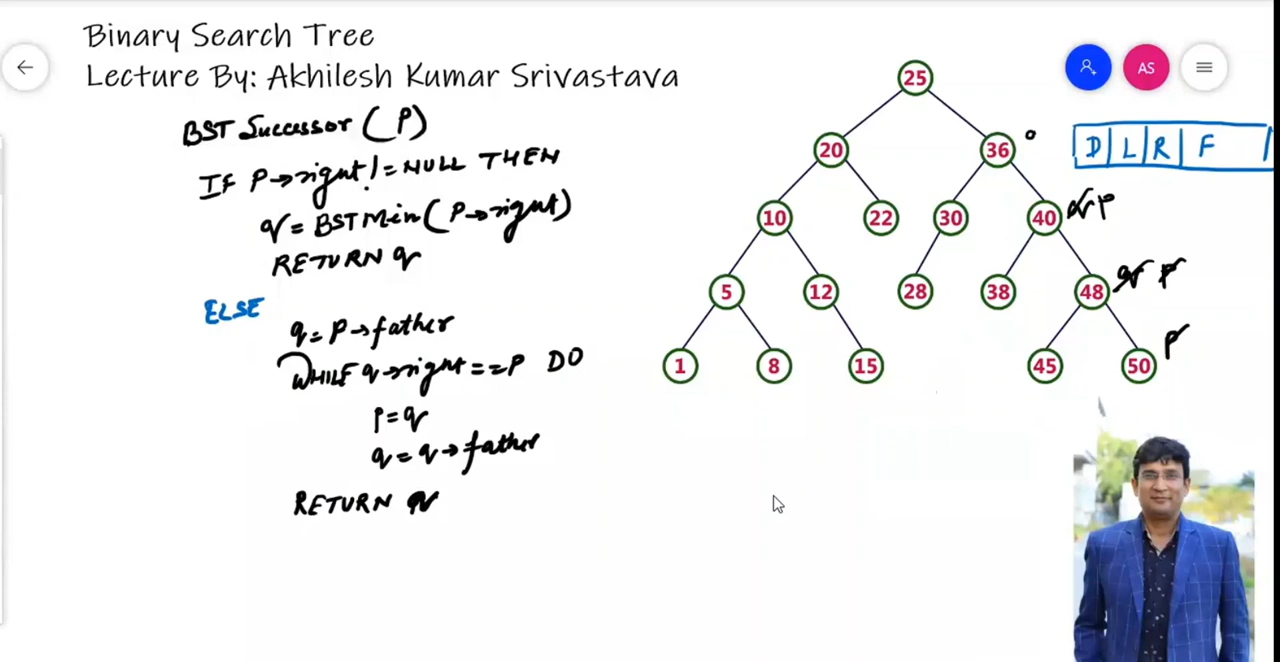 Binary Search Tree
Lecture By: Akhilesh Kumar Srivastava
AS
BST Successor (P)
IF P→right != NULL THEN
q = BSTMin(P→right)
RETURN q
ELSE
q = P→father
WHILE q→right == P DO
P = q
q = q→father
RETURN q
25
20 36
D L R F
10 22 30 40 P
5 12 28 38 48 P
1 8 15 45 50 P